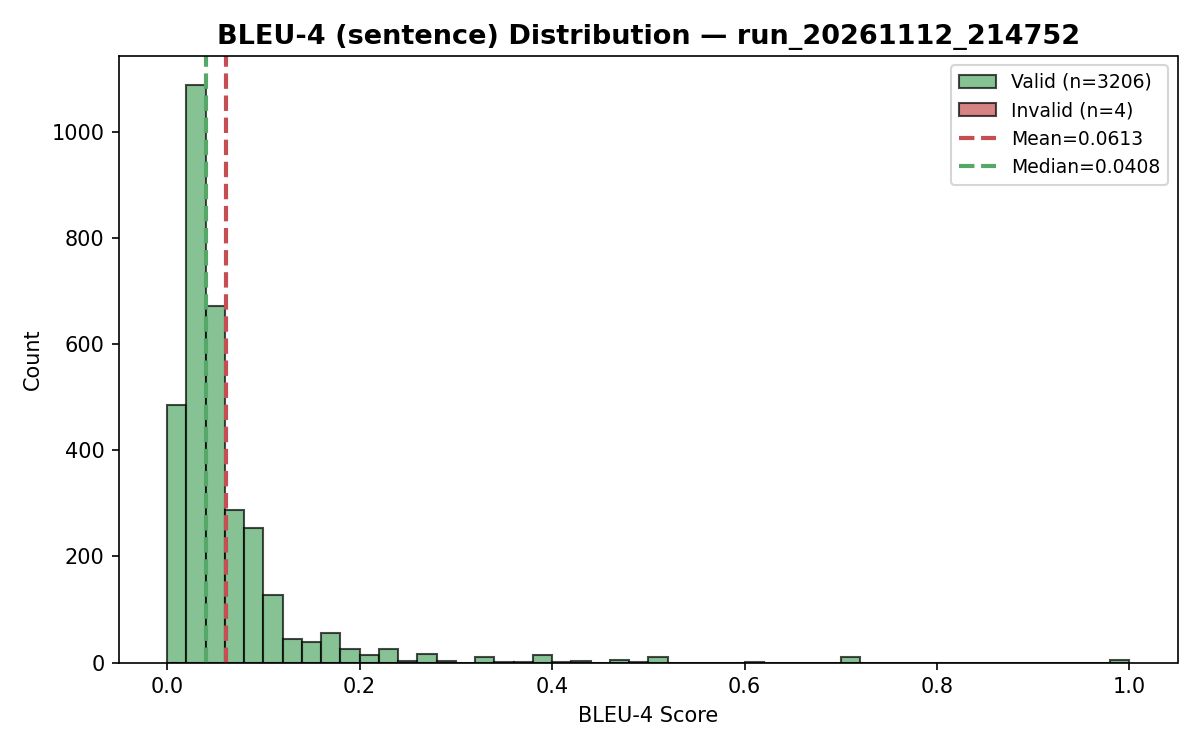 BLEU-4 (sentence) Distribution — run_20261112_214752
Valid (n=3206)
Invalid (n=4)
Mean=0.0613
Median=0.0408
Count
1000
800
600
400
200
0
0.0 0.2 0.4 0.6 0.8 1.0
BLEU-4 Score